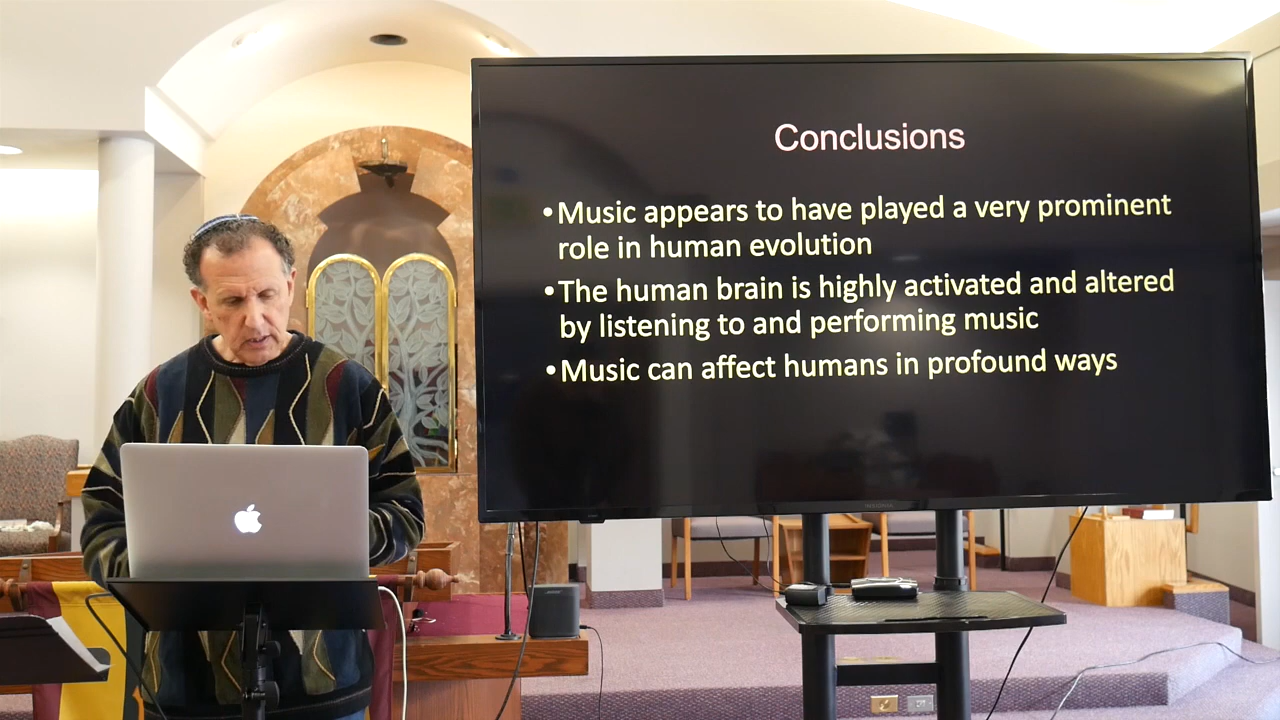 Conclusions
•Music appears to have played a very prominent
role in human evolution
•The human brain is highly activated and altered
by listening to and performing music
•Music can affect humans in profound ways